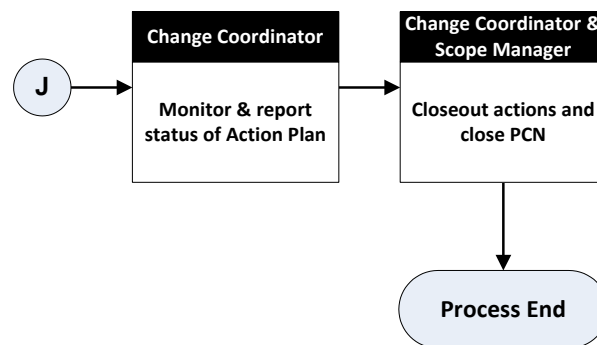 J
Change Coordinator
Monitor & report
status of Action Plan
Change Coordinator &
Scope Manager
Closeout actions and
close PCN
Process End